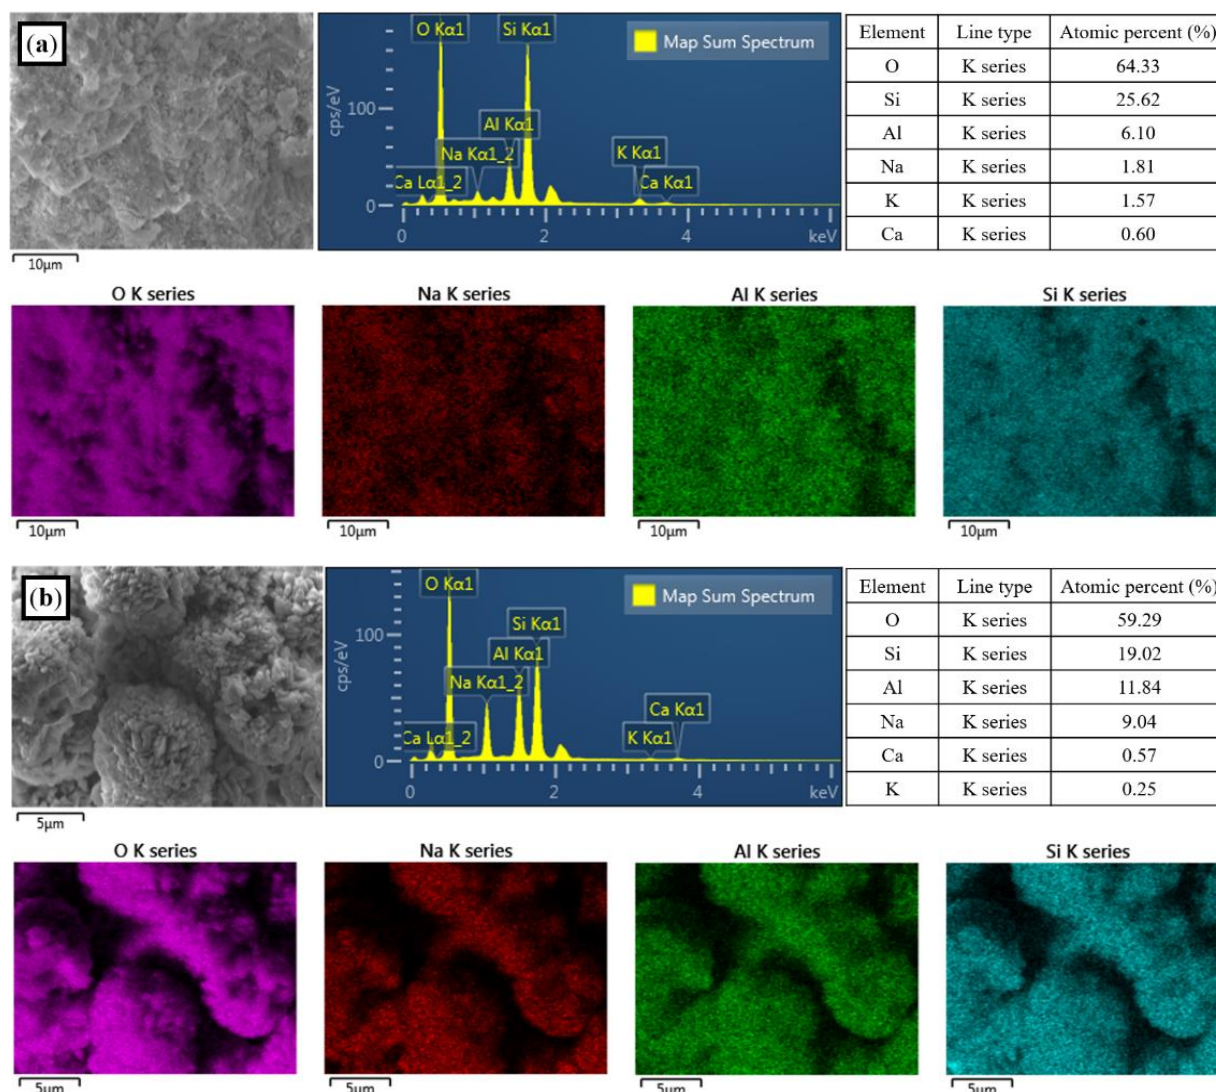 (a)
O Kα1
Si Kα1
Map Sum Spectrum
cps/eV
100
Al Kα1
Na Kα1_2
K Kα1
Ca Lα1_2
Ca Kα1
0
0 2 4 keV
10µm
Element Line type Atomic percent (%)
O K series 64.33
Si K series 25.62
Al K series 6.10
Na K series 1.81
K K series 1.57
Ca K series 0.60
O K series Na K series Al K series Si K series
10µm 10µm 10µm 10µm
(b)
O Kα1
Map Sum Spectrum
Si Kα1
cps/eV
100
Al Kα1
Na Kα1_2
Ca Kα1
Ca Lα1_2
K Kα1
0
0 2 4 keV
5µm
Element Line type Atomic percent (%)
O K series 59.29
Si K series 19.02
Al K series 11.84
Na K series 9.04
Ca K series 0.57
K K series 0.25
O K series Na K series Al K series Si K series
5µm 5µm 5µm 5µm